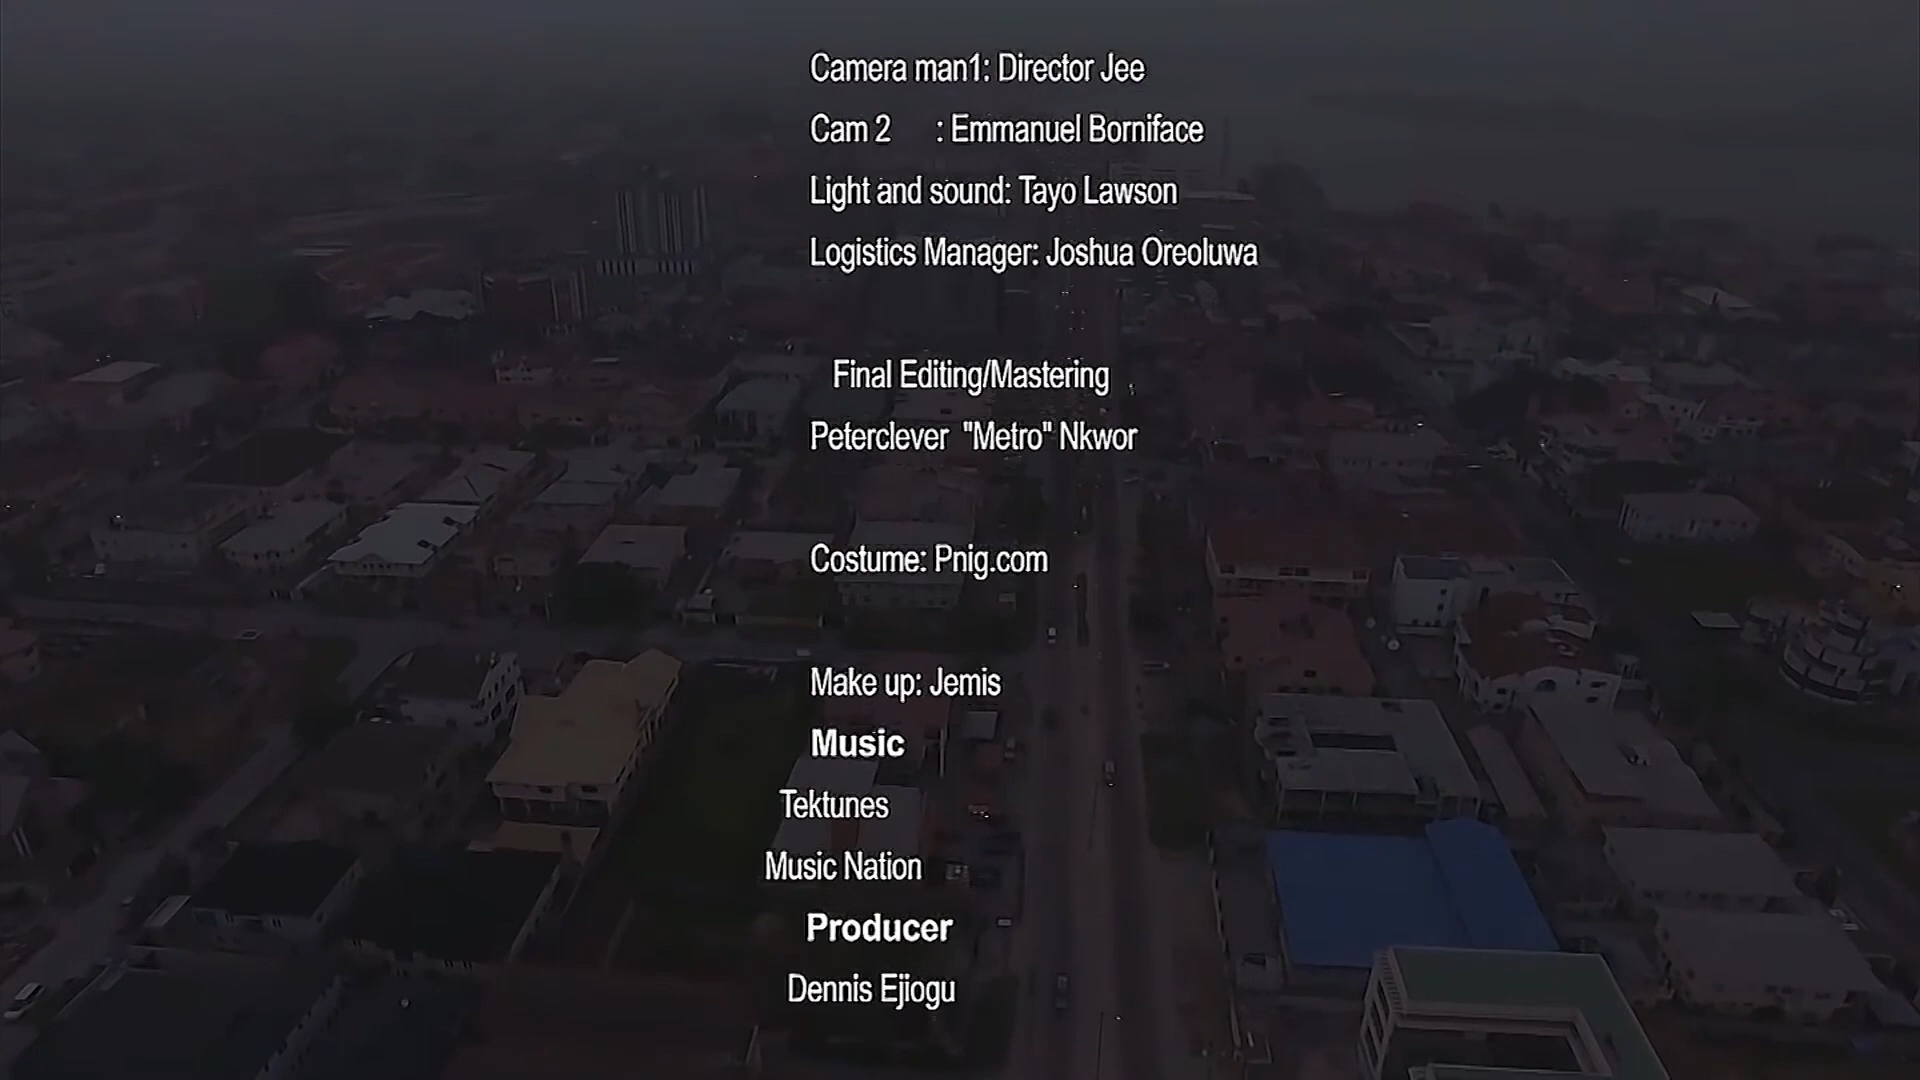 Camera man1: Director Jee
Cam 2 : Emmanuel Borniface
Light and sound: Tayo Lawson
Logistics Manager: Joshua Oreoluwa
Final Editing/Mastering
Peterclever "Metro" Nkwor
Costume: Pnig.com
Make up: Jemis
Music
Tektunes
Music Nation
Producer
Dennis Ejiogu